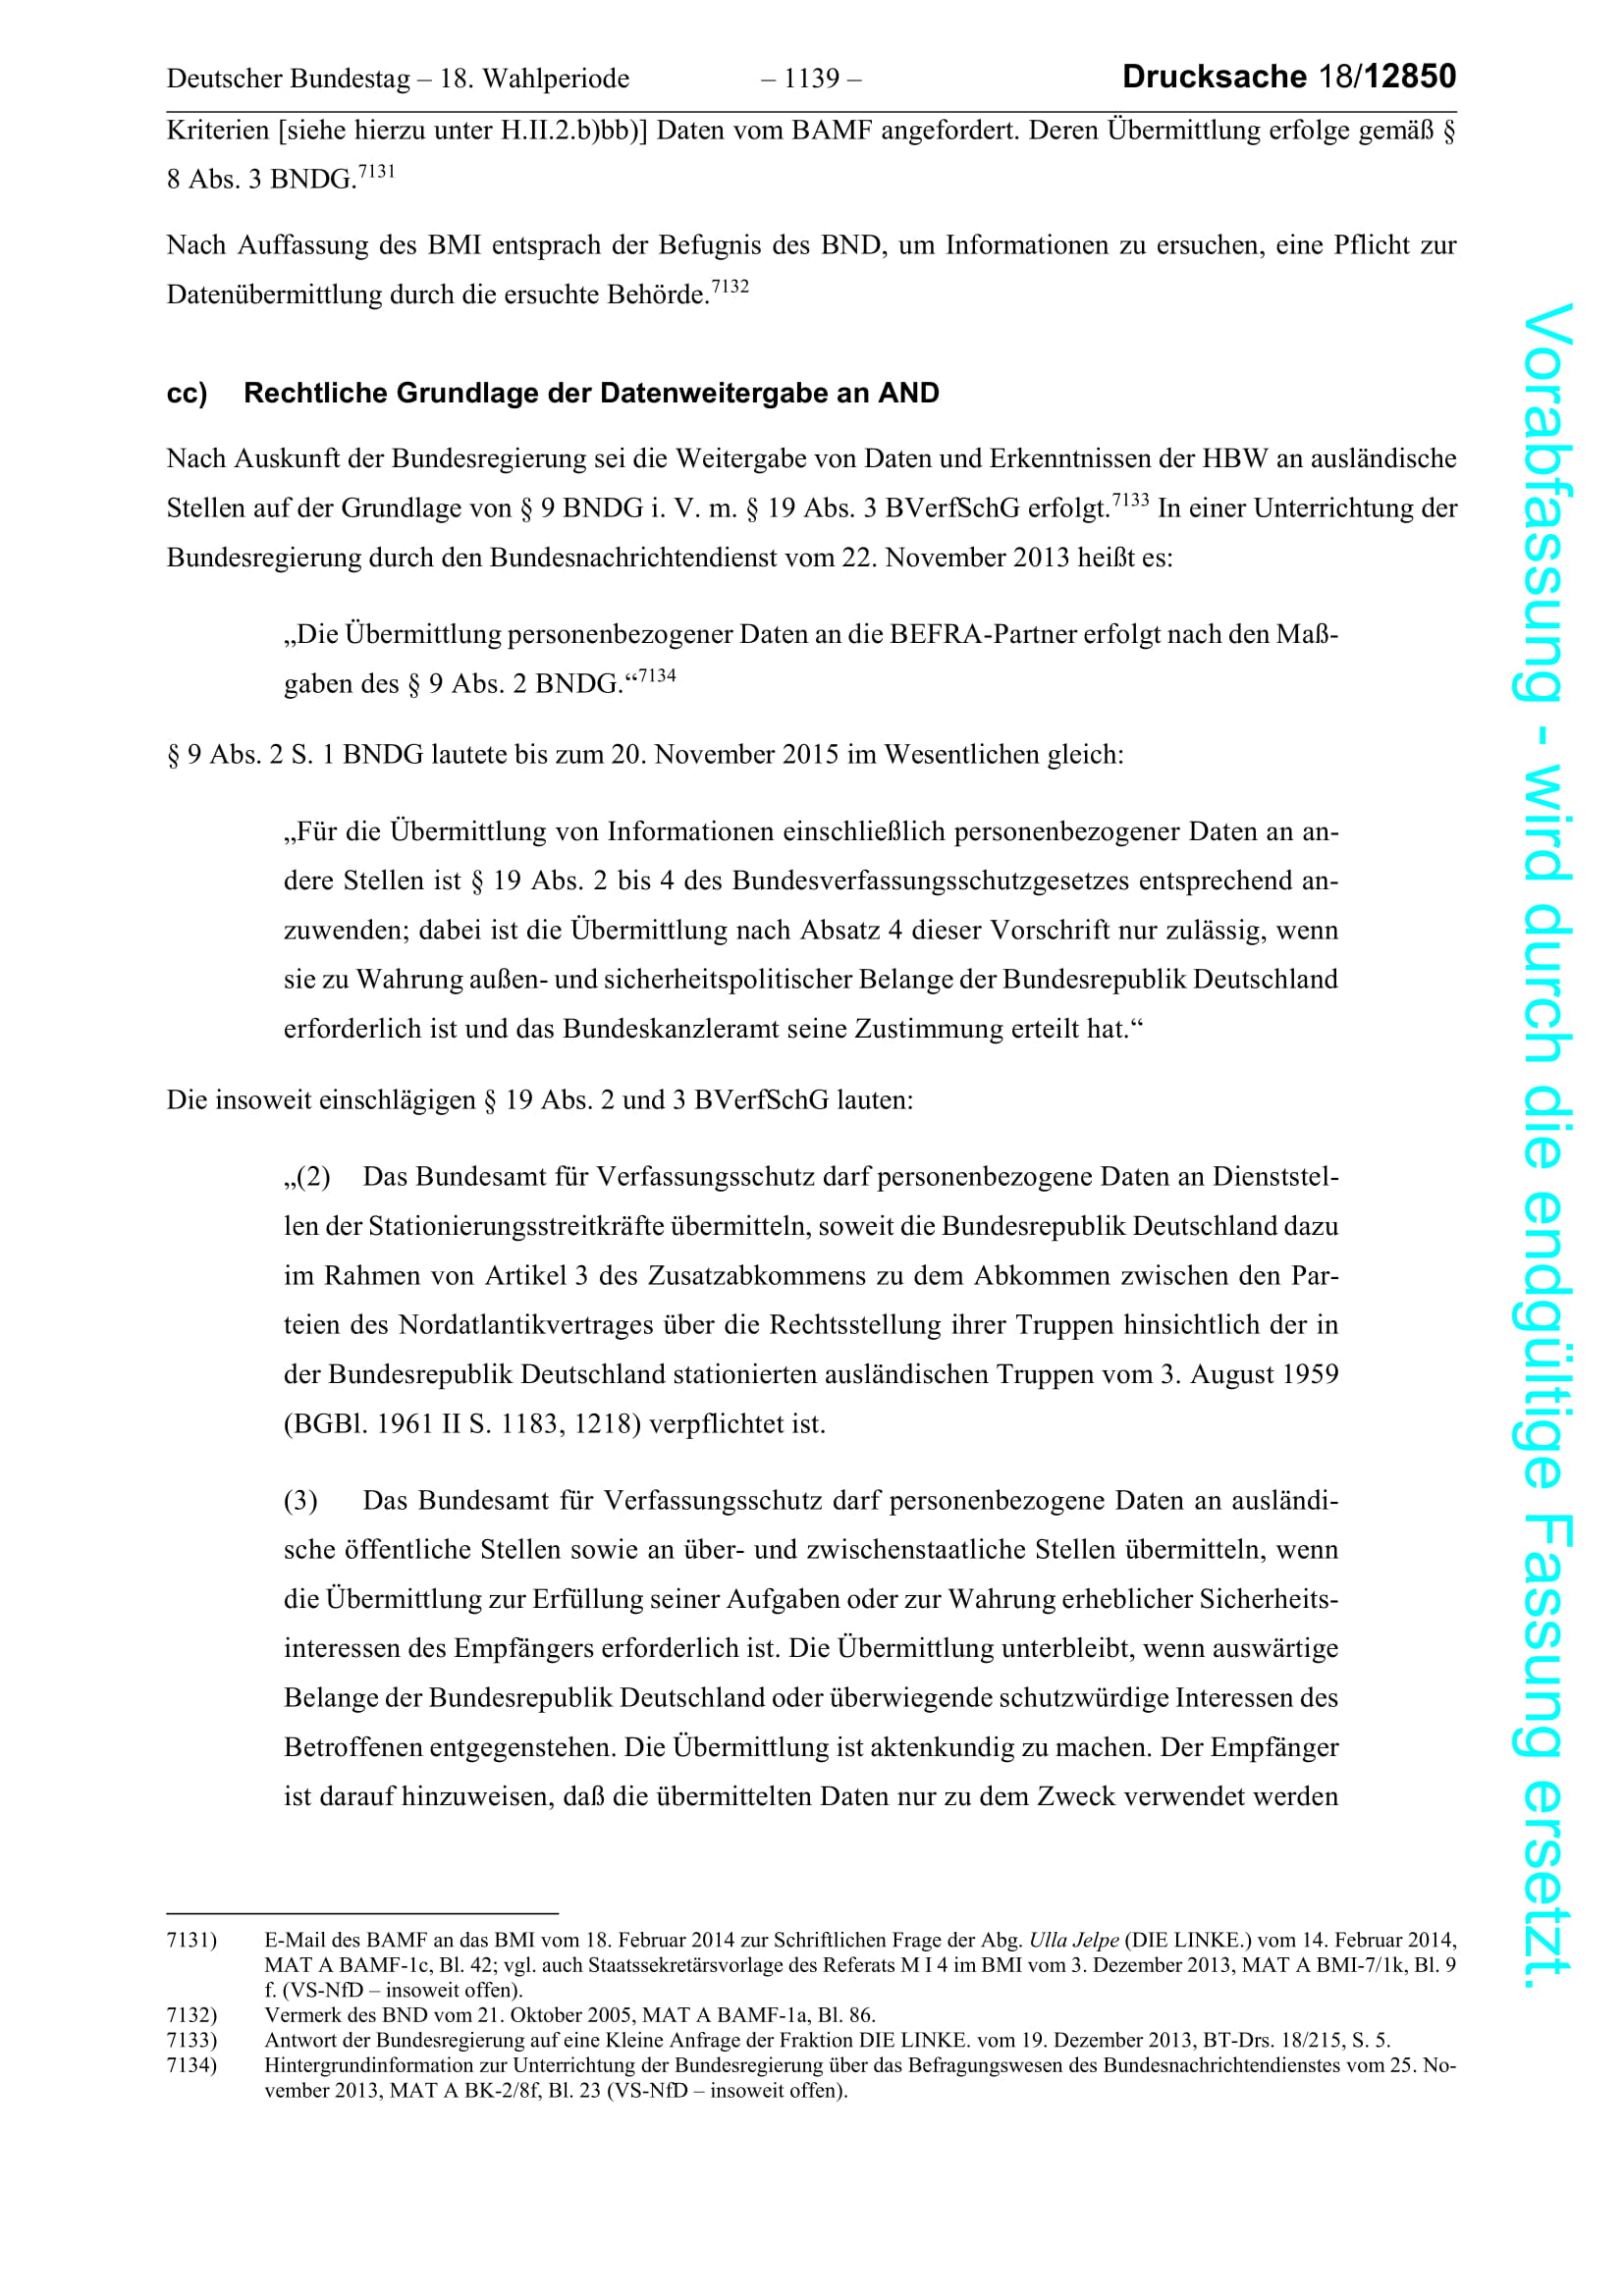 Deutscher Bundestag – 18. Wahlperiode – 1139 – Drucksache 18/12850
Kriterien [siehe hierzu unter H.II.2.b)bb)] Daten vom BAMF angefordert. Deren Übermittlung erfolge gemäß §
8 Abs. 3 BNDG.7131
Nach Auffassung des BMI entsprach der Befugnis des BND, um Informationen zu ersuchen, eine Pflicht zur
Datenübermittlung durch die ersuchte Behörde.7132
cc) Rechtliche Grundlage der Datenweitergabe an AND
Nach Auskunft der Bundesregierung sei die Weitergabe von Daten und Erkenntnissen der HBW an ausländische
Stellen auf der Grundlage von § 9 BNDG i. V. m. § 19 Abs. 3 BVerfSchG erfolgt.7133 In einer Unterrichtung der
Bundesregierung durch den Bundesnachrichtendienst vom 22. November 2013 heißt es:
„Die Übermittlung personenbezogener Daten an die BEFRA-Partner erfolgt nach den Maß-
gaben des § 9 Abs. 2 BNDG.“7134
§ 9 Abs. 2 S. 1 BNDG lautete bis zum 20. November 2015 im Wesentlichen gleich:
„Für die Übermittlung von Informationen einschließlich personenbezogener Daten an an-
dere Stellen ist § 19 Abs. 2 bis 4 des Bundesverfassungsschutzgesetzes entsprechend an-
zuwenden; dabei ist die Übermittlung nach Absatz 4 dieser Vorschrift nur zulässig, wenn
sie zu Wahrung außen- und sicherheitspolitischer Belange der Bundesrepublik Deutschland
erforderlich ist und das Bundeskanzleramt seine Zustimmung erteilt hat.“
Die insoweit einschlägigen § 19 Abs. 2 und 3 BVerfSchG lauten:
„(2) Das Bundesamt für Verfassungsschutz darf personenbezogene Daten an Dienststel-
len der Stationierungsstreitkräfte übermitteln, soweit die Bundesrepublik Deutschland dazu
im Rahmen von Artikel 3 des Zusatzabkommens zu dem Abkommen zwischen den Par-
teien des Nordatlantikvertrages über die Rechtsstellung ihrer Truppen hinsichtlich der in
der Bundesrepublik Deutschland stationierten ausländischen Truppen vom 3. August 1959
(BGBl. 1961 II S. 1183, 1218) verpflichtet ist.
(3) Das Bundesamt für Verfassungsschutz darf personenbezogene Daten an ausländi-
sche öffentliche Stellen sowie an über- und zwischenstaatliche Stellen übermitteln, wenn
die Übermittlung zur Erfüllung seiner Aufgaben oder zur Wahrung erheblicher Sicherheits-
interessen des Empfängers erforderlich ist. Die Übermittlung unterbleibt, wenn auswärtige
Belange der Bundesrepublik Deutschland oder überwiegende schutzwürdige Interessen des
Betroffenen entgegenstehen. Die Übermittlung ist aktenkundig zu machen. Der Empfänger
ist darauf hinzuweisen, daß die übermittelten Daten nur zu dem Zweck verwendet werden
7131) E-Mail des BAMF an das BMI vom 18. Februar 2014 zur Schriftlichen Frage der Abg. Ulla Jelpe (DIE LINKE.) vom 14. Februar 2014,
MAT A BAMF-1c, Bl. 42; vgl. auch Staatssekretärsvorlage des Referats M I 4 im BMI vom 3. Dezember 2013, MAT A BMI-7/1k, Bl. 9
f. (VS-NfD – insoweit offen).
7132) Vermerk des BND vom 21. Oktober 2005, MAT A BAMF-1a, Bl. 86.
7133) Antwort der Bundesregierung auf eine Kleine Anfrage der Fraktion DIE LINKE. vom 19. Dezember 2013, BT-Drs. 18/215, S. 5.
7134) Hintergrundinformation zur Unterrichtung der Bundesregierung über das Befragungswesen des Bundesnachrichtendienstes vom 25. No-
vember 2013, MAT A BK-2/8f, Bl. 23 (VS-NfD – insoweit offen).
Vorabfassung - wird durch die endgültige Fassung ersetzt.